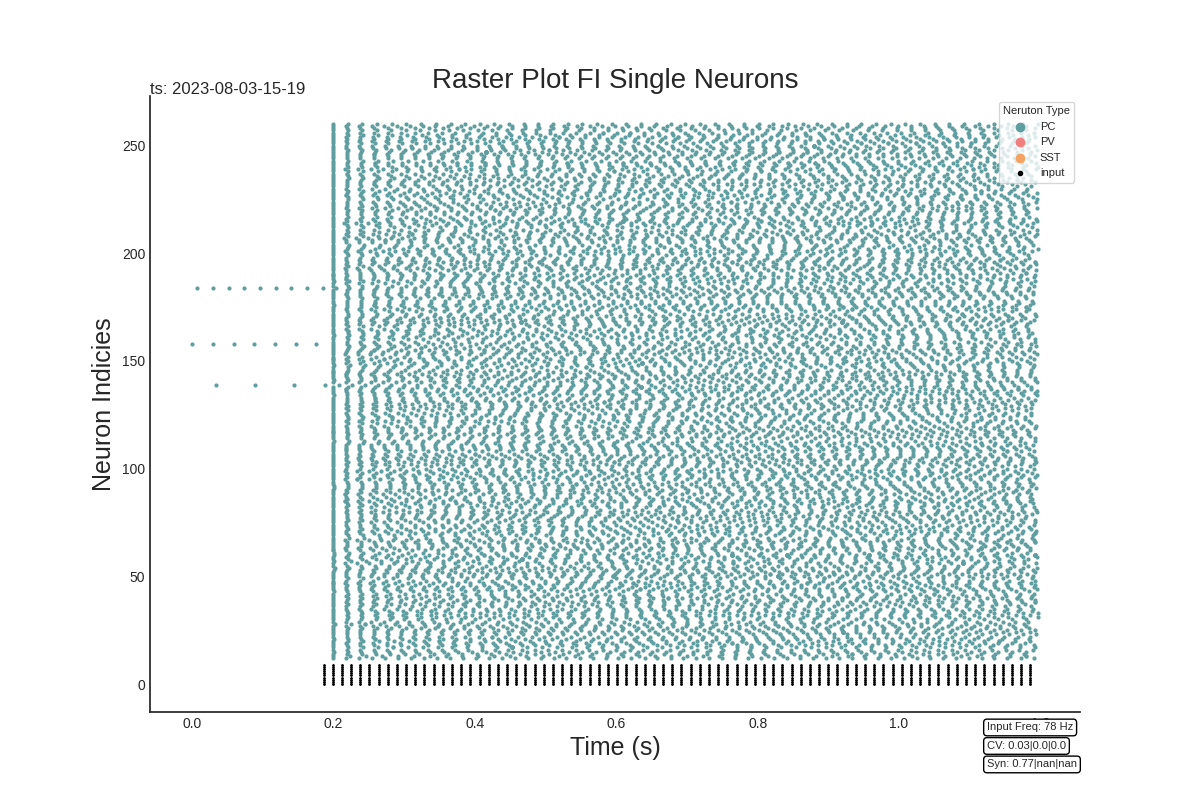 Raster Plot FI Single Neurons
ts: 2023-08-03-15-19
Neruton Type
PC
PV
SST
input
250
200
150
100
50
0
Neuron Indicies
0.0 0.2 0.4 0.6 0.8 1.0
Time (s)
Input Freq: 78 Hz
CV: 0.03|0.0|0.0
Syn: 0.77|nan|nan